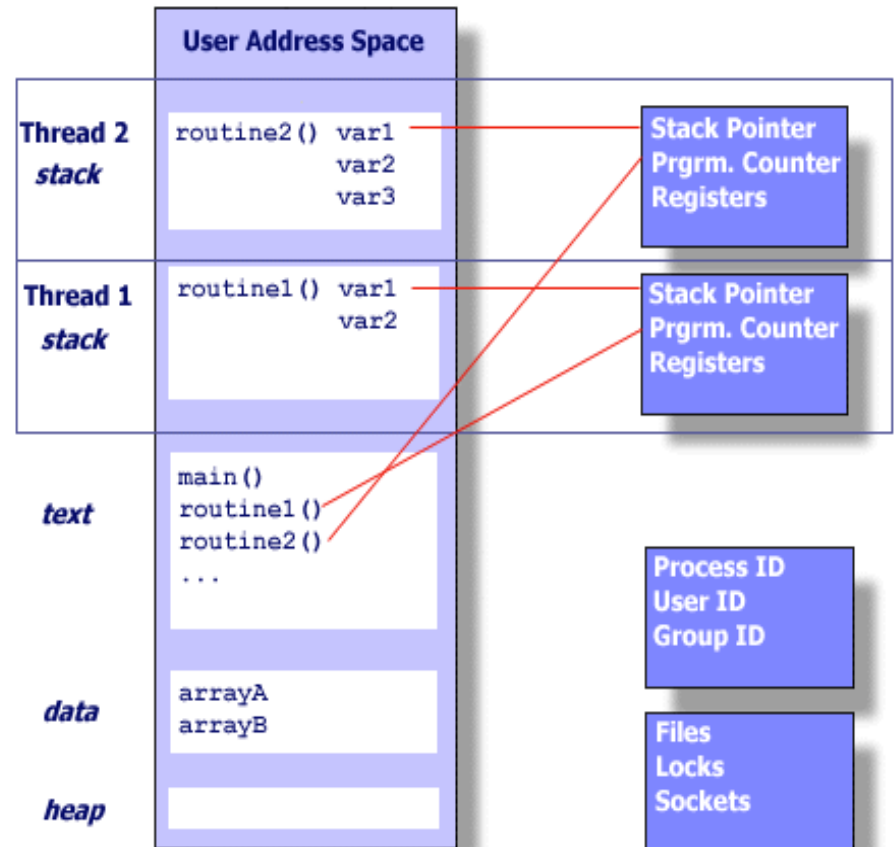 User Address Space
Thread 2
stack
routine2() var1
var2
var3
Stack Pointer
Prgrm. Counter
Registers
Thread 1
stack
routine1() var1
var2
Stack Pointer
Prgrm. Counter
Registers
text
main()
routine1()
routine2()
...
Process ID
User ID
Group ID
data
arrayA
arrayB
Files
Locks
Sockets
heap